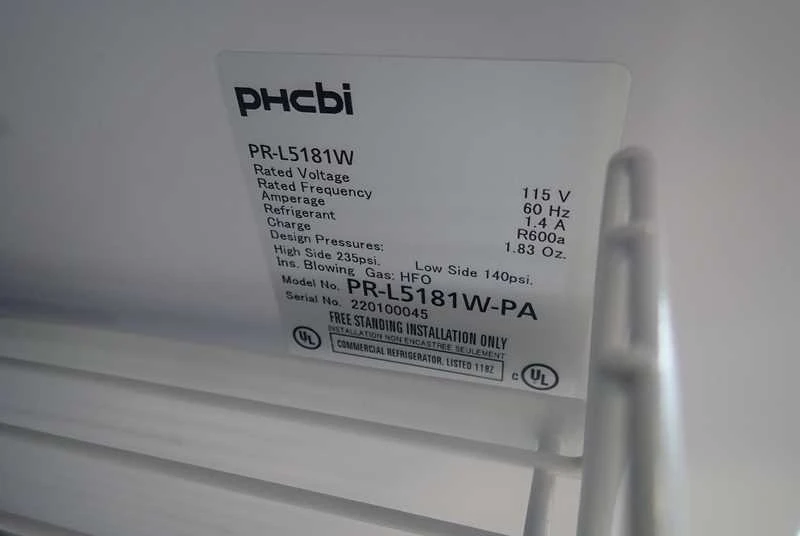 PHCbi
PR-L5181W
Rated Voltage 115 V
Rated Frequency 60 Hz
Amperage 1.4 A
Refrigerant R600a
Charge 1.83 Oz.
Design Pressures:
High Side 235psi. Low Side 140psi.
Ins. Blowing Gas: HFO
Model No. PR-L5181W-PA
Serial No. 220100045
FREE STANDING INSTALLATION ONLY
INSTALLATION NON ENCASTREE SEULEMENT
UL COMMERCIAL REFRIGERATOR, LISTED 118Z C UL